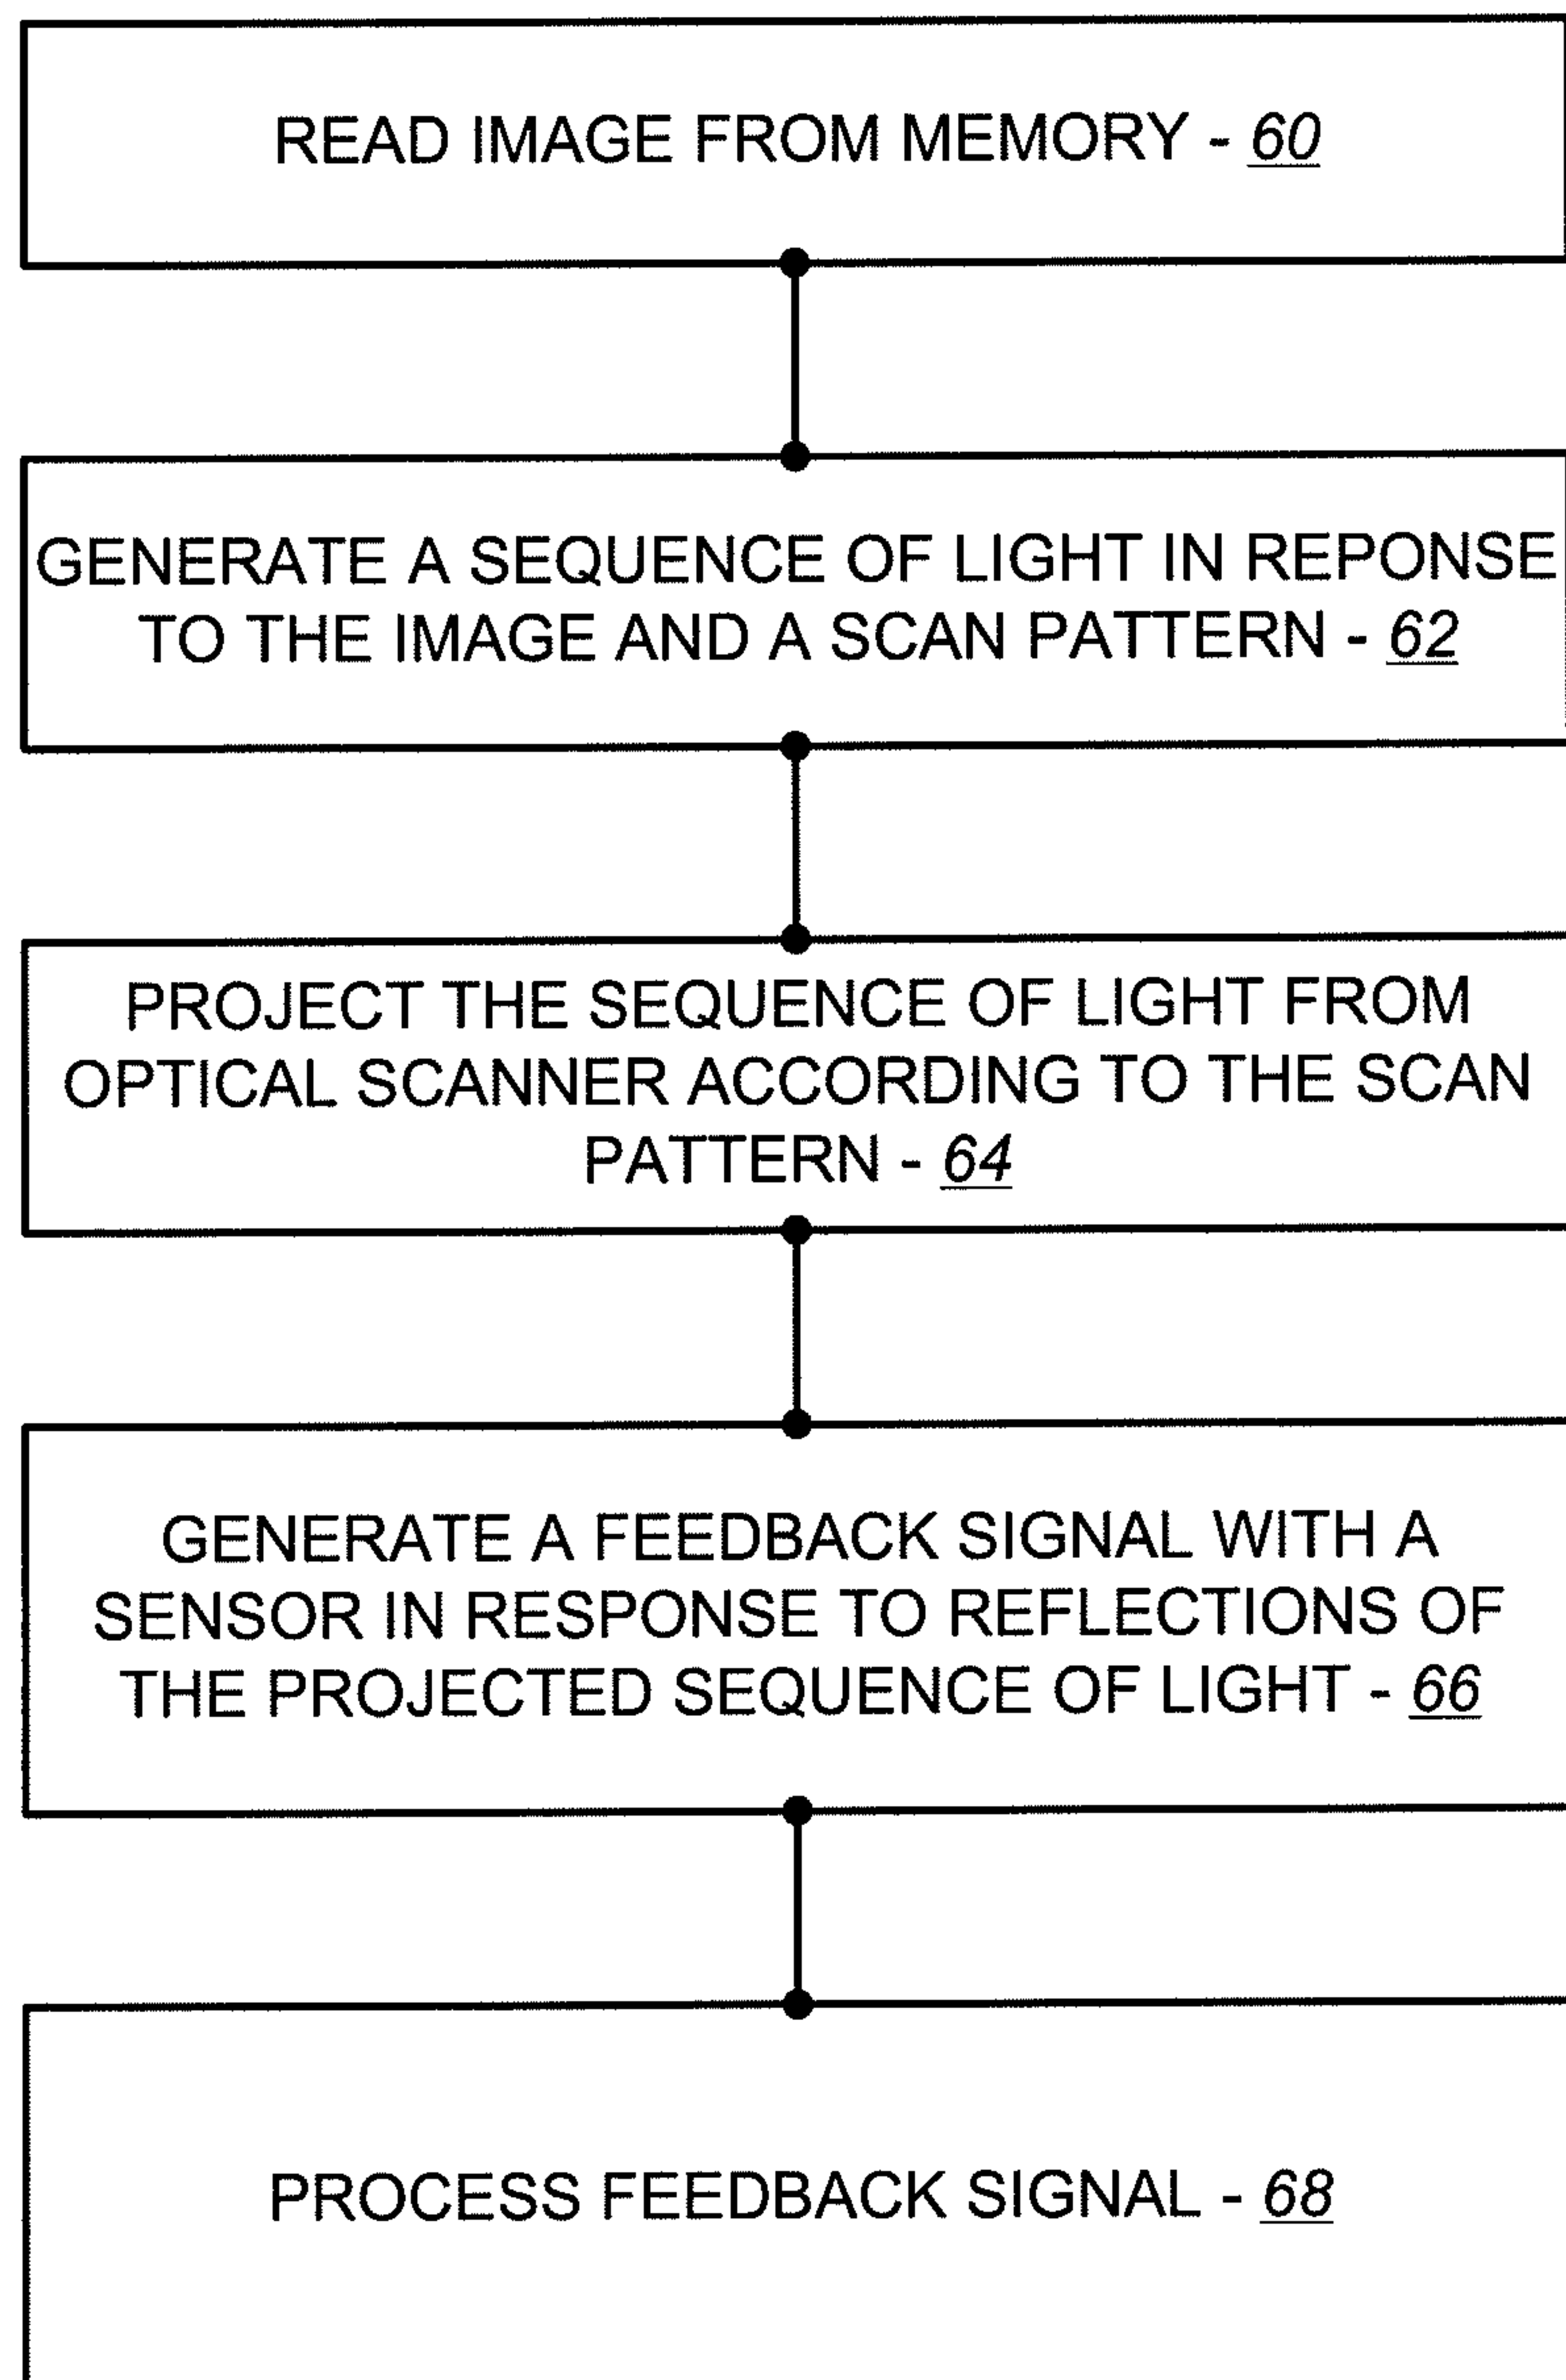 READ IMAGE FROM MEMORY - 60
GENERATE A SEQUENCE OF LIGHT IN REPONSE
TO THE IMAGE AND A SCAN PATTERN - 62
PROJECT THE SEQUENCE OF LIGHT FROM
OPTICAL SCANNER ACCORDING TO THE SCAN
PATTERN - 64
GENERATE A FEEDBACK SIGNAL WITH A
SENSOR IN RESPONSE TO REFLECTIONS OF
THE PROJECTED SEQUENCE OF LIGHT - 66
PROCESS FEEDBACK SIGNAL - 68